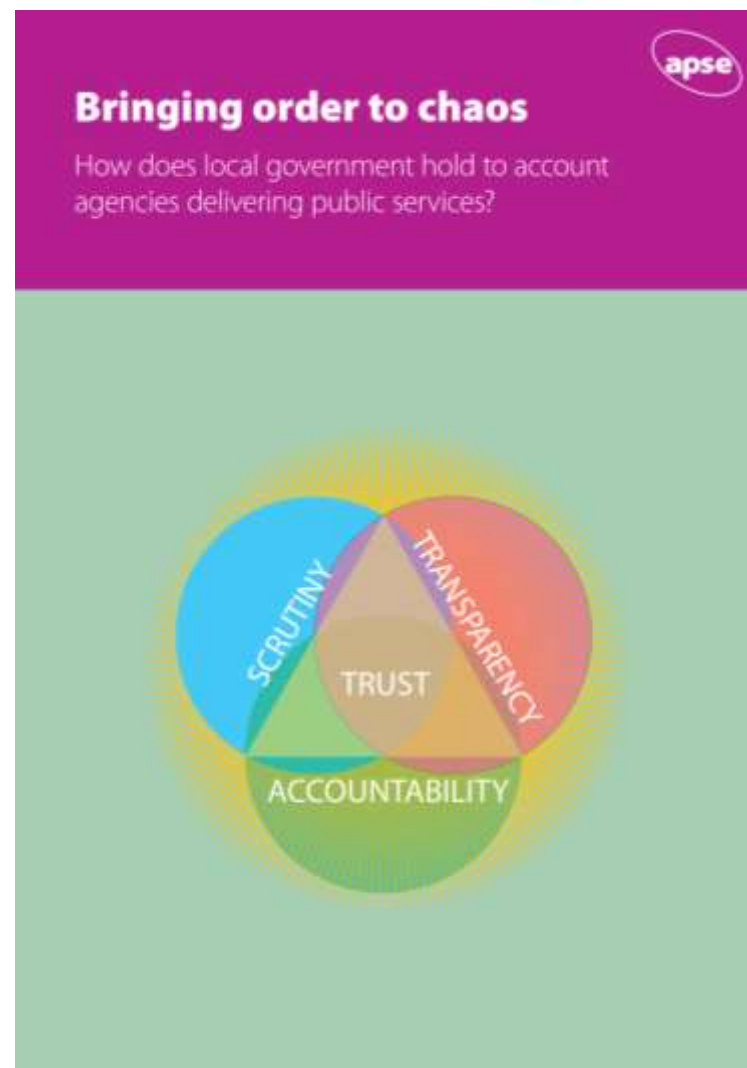 apse
Bringing order to chaos
How does local government hold to account
agencies delivering public services?
SCRUTINY
TRANSPARENCY
TRUST
ACCOUNTABILITY